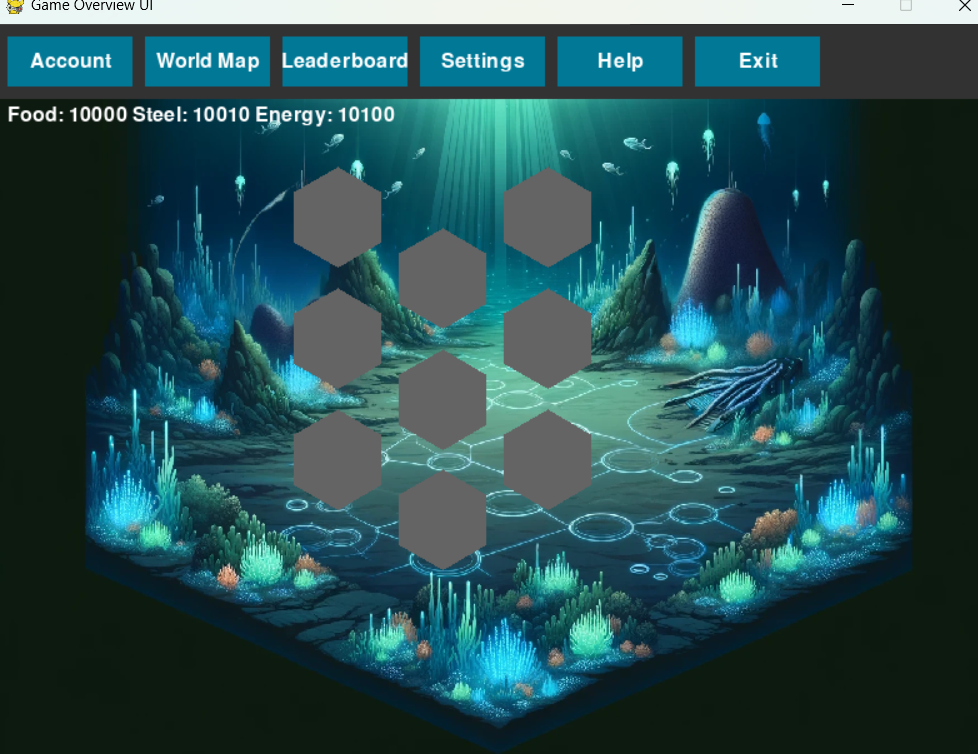 Game Overview UI
Account World Map Leaderboard Settings Help Exit
Food: 10000 Steel: 10010 Energy: 10100